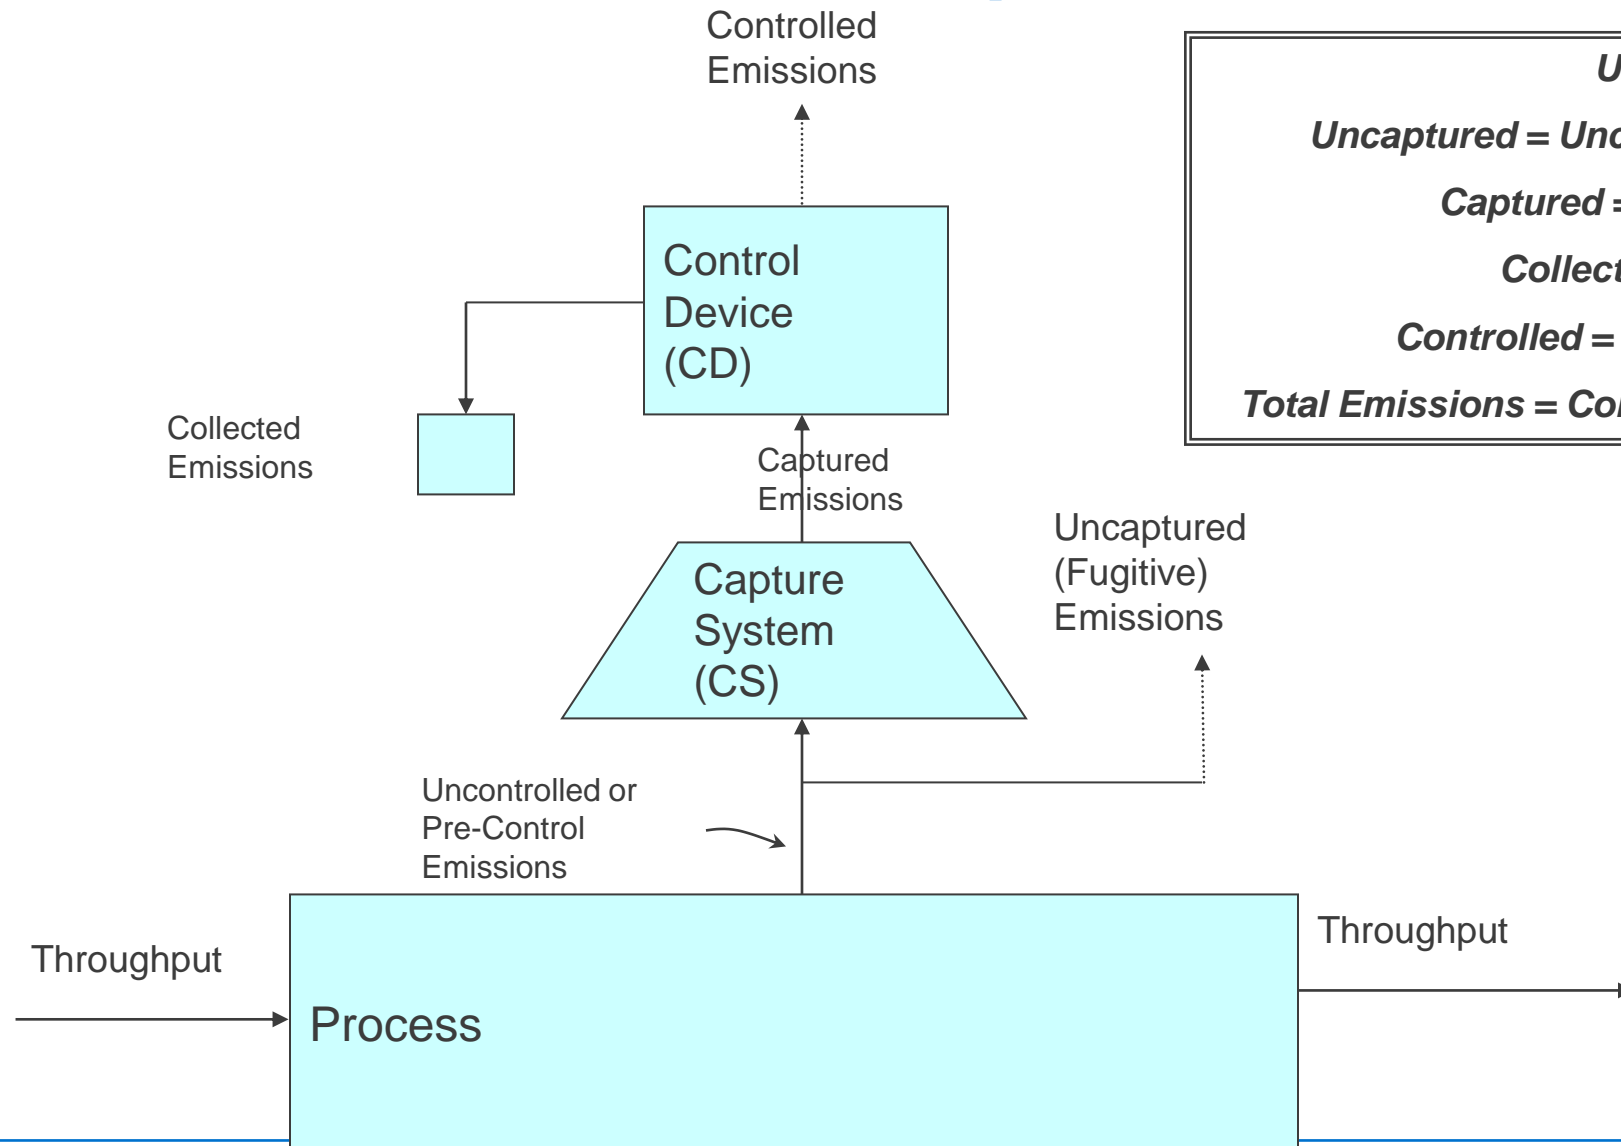 Controlled
Emissions
U
Uncaptured = Unc
Captured =
Collect
Controlled =
Total Emissions = Col
Control
Device
(CD)
Collected
Emissions
Captured
Emissions
Uncaptured
(Fugitive)
Emissions
Capture
System
(CS)
Uncontrolled or
Pre-Control
Emissions
Throughput
Throughput
Process